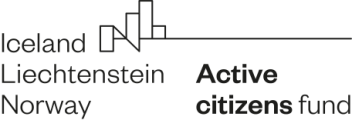 Iceland
Liechtenstein
Norway
Active
citizens fund